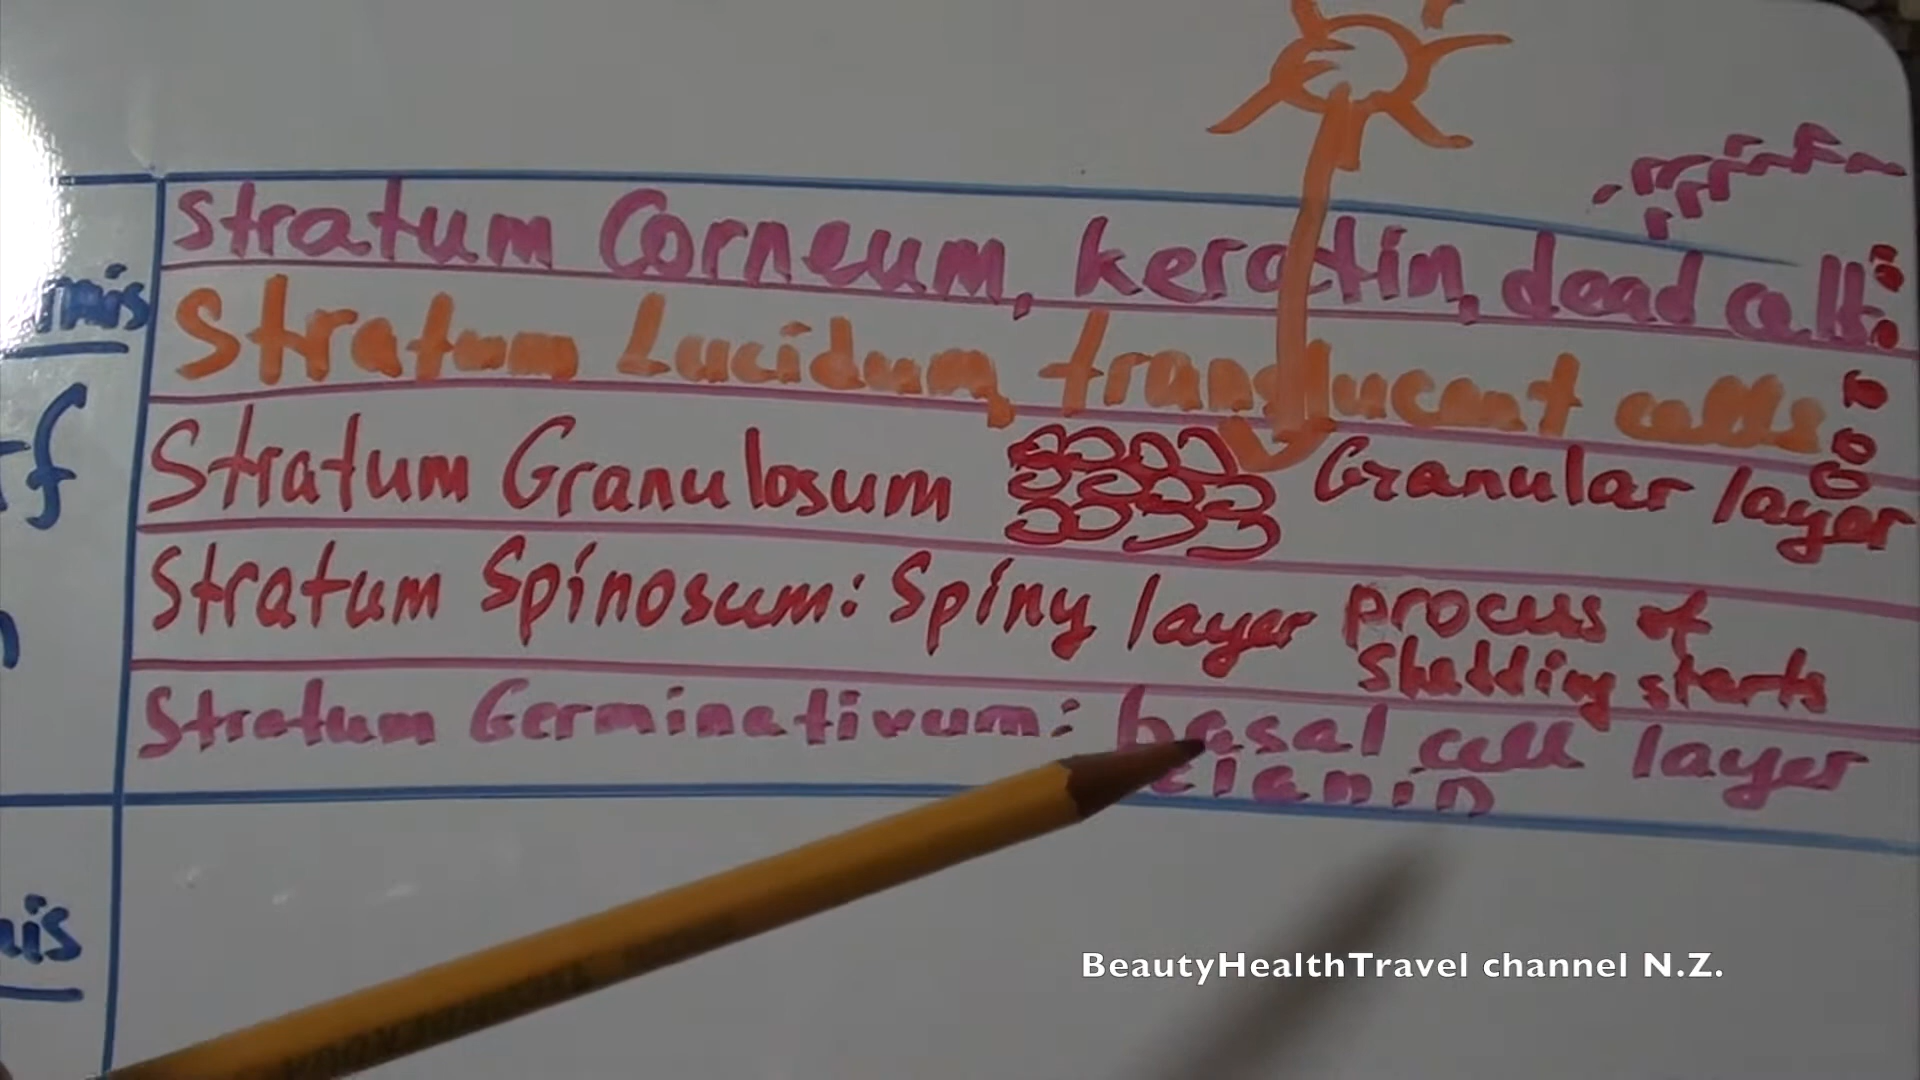 Stratum Corneum, keratin, dead cells
Stratum Lucidum, translucent cells
Stratum Granulosum Granular layer
Stratum Spinosum: Spiny layer process of
Shedding starts
Stratum Germinativum: basal cell layer
BeautyHealthTravel channel N.Z.